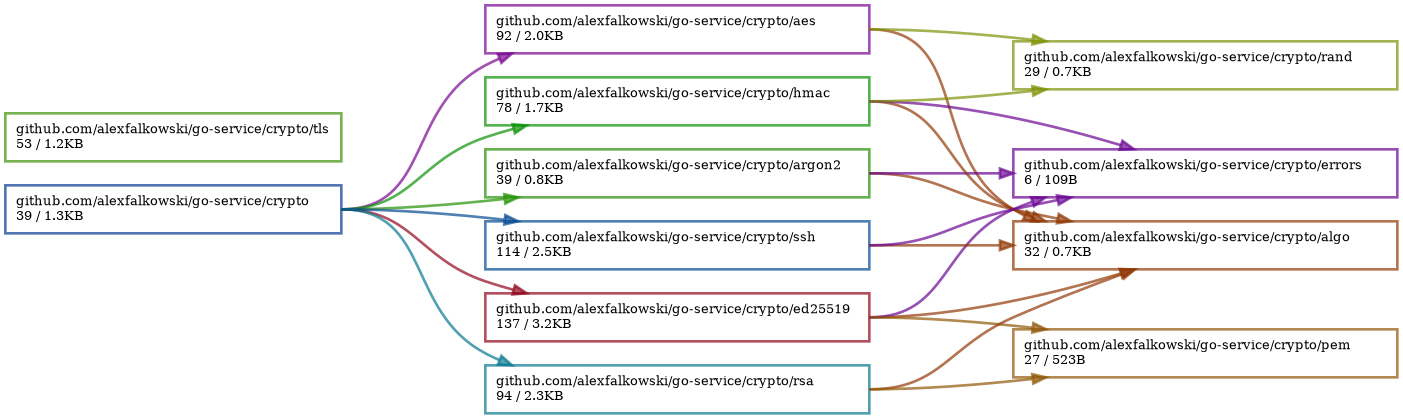 github.com/alexfalkowski/go-service/crypto/tls
53 / 1.2KB
github.com/alexfalkowski/go-service/crypto
39 / 1.3KB
github.com/alexfalkowski/go-service/crypto/aes
92 / 2.0KB
github.com/alexfalkowski/go-service/crypto/hmac
78 / 1.7KB
github.com/alexfalkowski/go-service/crypto/argon2
39 / 0.8KB
github.com/alexfalkowski/go-service/crypto/ssh
114 / 2.5KB
github.com/alexfalkowski/go-service/crypto/ed25519
137 / 3.2KB
github.com/alexfalkowski/go-service/crypto/rsa
94 / 2.3KB
github.com/alexfalkowski/go-service/crypto/rand
29 / 0.7KB
github.com/alexfalkowski/go-service/crypto/errors
6 / 109B
github.com/alexfalkowski/go-service/crypto/algo
32 / 0.7KB
github.com/alexfalkowski/go-service/crypto/pem
27 / 523B